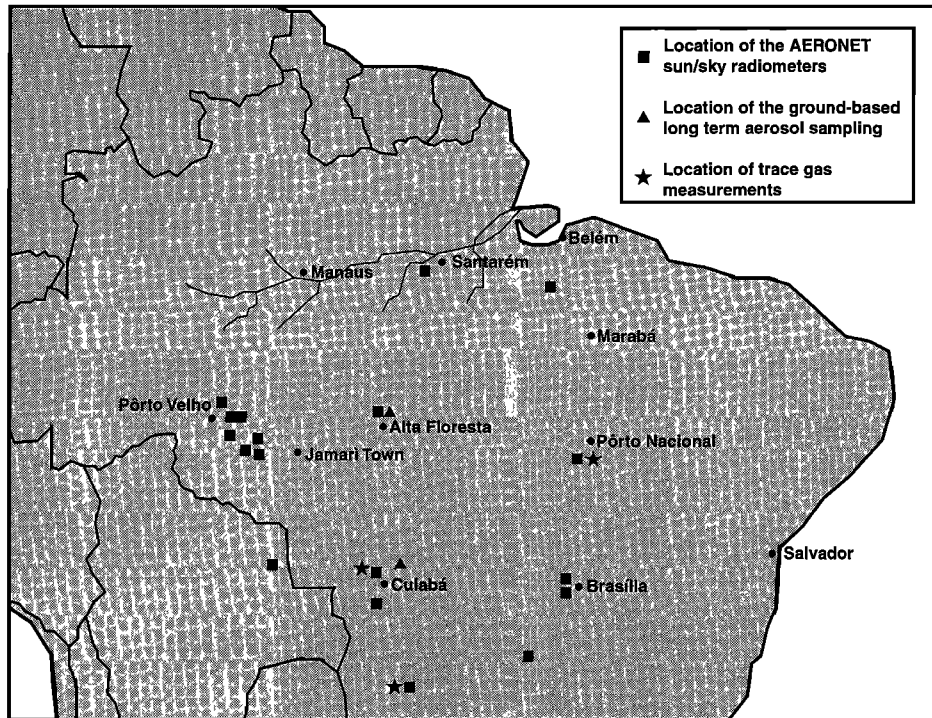 Location of the AERONET
sun/sky radiometers
Location of the ground-based
long term aerosol sampling
Location of trace gas
measurements
Belém
Santarém
Manaus
Marabá
Pôrto Velho
Alta Floresta
Pôrto Nacional
Jamari Town
Salvador
Cuiabá
Brasília